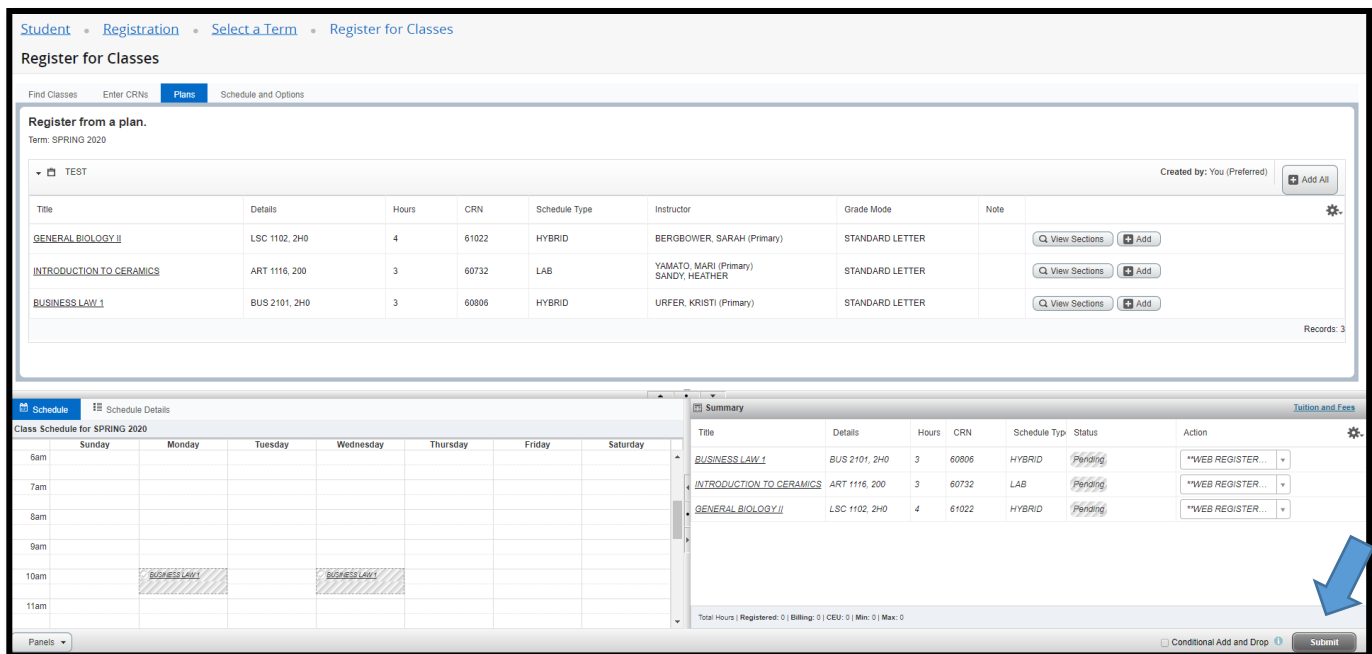 Student • Registration • Select a Term • Register for Classes
Register for Classes
Find Classes Enter CRNs Plans Schedule and Options
Register from a plan.
Term: SPRING 2020
TEST Created by: You (Preferred) Add All
Title Details Hours CRN Schedule Type Instructor Grade Mode Note
GENERAL BIOLOGY II LSC 1102, 2H0 4 61022 HYBRID BERGBOWER, SARAH (Primary) STANDARD LETTER View Sections Add
INTRODUCTION TO CERAMICS ART 1116, 200 3 60732 LAB YAMATO, MARI (Primary) STANDARD LETTER View Sections Add
SANDY, HEATHER
BUSINESS LAW 1 BUS 2101, 2H0 3 60806 HYBRID URFER, KRISTI (Primary) STANDARD LETTER View Sections Add
Records: 3
Schedule Schedule Details
Class Schedule for SPRING 2020
Sunday Monday Tuesday Wednesday Thursday Friday Saturday
6am
7am
8am
9am
10am BUSINESS LAW 1 BUSINESS LAW 1
11am
Summary Tuition and Fees
Title Details Hours CRN Schedule Typ Status Action
BUSINESS LAW 1 BUS 2101, 2H0 3 60806 HYBRID Pending **WEB REGISTER...
INTRODUCTION TO CERAMICS ART 1116, 200 3 60732 LAB Pending **WEB REGISTER...
GENERAL BIOLOGY II LSC 1102, 2H0 4 61022 HYBRID Pending **WEB REGISTER...
Total Hours | Registered: 0 | Billing: 0 | CEU: 0 | Min: 0 | Max: 0
Panels Conditional Add and Drop Submit